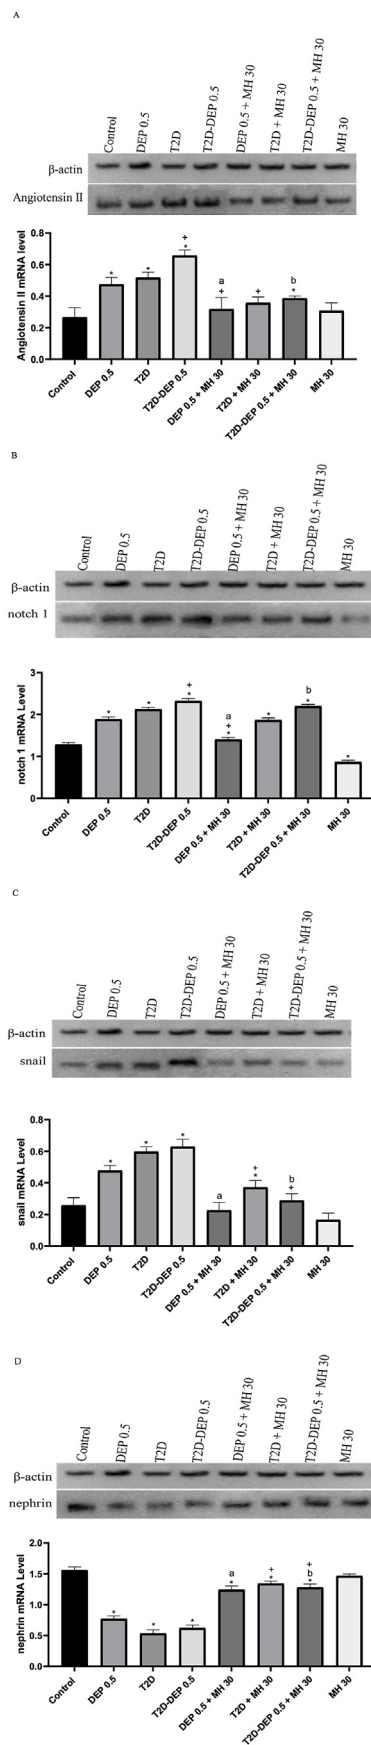 A
Control
DEP 0.5
T2D
T2D-DEP 0.5
DEP 0.5 + MH 30
T2D + MH 30
T2D-DEP 0.5 + MH 30
MH 30
β-actin
Angiotensin II
Angiotensin II mRNA level
0.8
0.6
0.4
0.2
0.0
*
*
+
*
a
+
+
b
*
Control
DEP 0.5
T2D
T2D-DEP 0.5
DEP 0.5 + MH 30
T2D + MH 30
T2D-DEP 0.5 + MH 30
MH 30
B
Control
DEP 0.5
T2D
T2D-DEP 0.5
DEP 0.5 + MH 30
T2D + MH 30
T2D-DEP 0.5 + MH 30
MH 30
β-actin
notch 1
notch 1 mRNA Level
3
2
1
0
*
*
+
*
a
+
*
*
b
*
*
Control
DEP 0.5
T2D
T2D-DEP 0.5
DEP 0.5 + MH 30
T2D + MH 30
T2D-DEP 0.5 + MH 30
MH 30
C
Control
DEP 0.5
T2D
T2D-DEP 0.5
DEP 0.5 + MH 30
T2D + MH 30
T2D-DEP 0.5 + MH 30
MH 30
β-actin
snail
snail mRNA Level
0.8
0.6
0.4
0.2
0.0
*
*
*
a
+
*
b
+
Control
DEP 0.5
T2D
T2D-DEP 0.5
DEP 0.5 + MH 30
T2D + MH 30
T2D-DEP 0.5 + MH 30
MH 30
D
Control
DEP 0.5
T2D
T2D-DEP 0.5
DEP 0.5 + MH 30
T2D + MH 30
T2D-DEP 0.5 + MH 30
MH 30
β-actin
nephrin
nephrin mRNA Level
2.0
1.5
1.0
0.5
0.0
*
*
*
a
*
+
*
+
b
*
Control
DEP 0.5
T2D
T2D-DEP 0.5
DEP 0.5 + MH 30
T2D + MH 30
T2D-DEP 0.5 + MH 30
MH 30